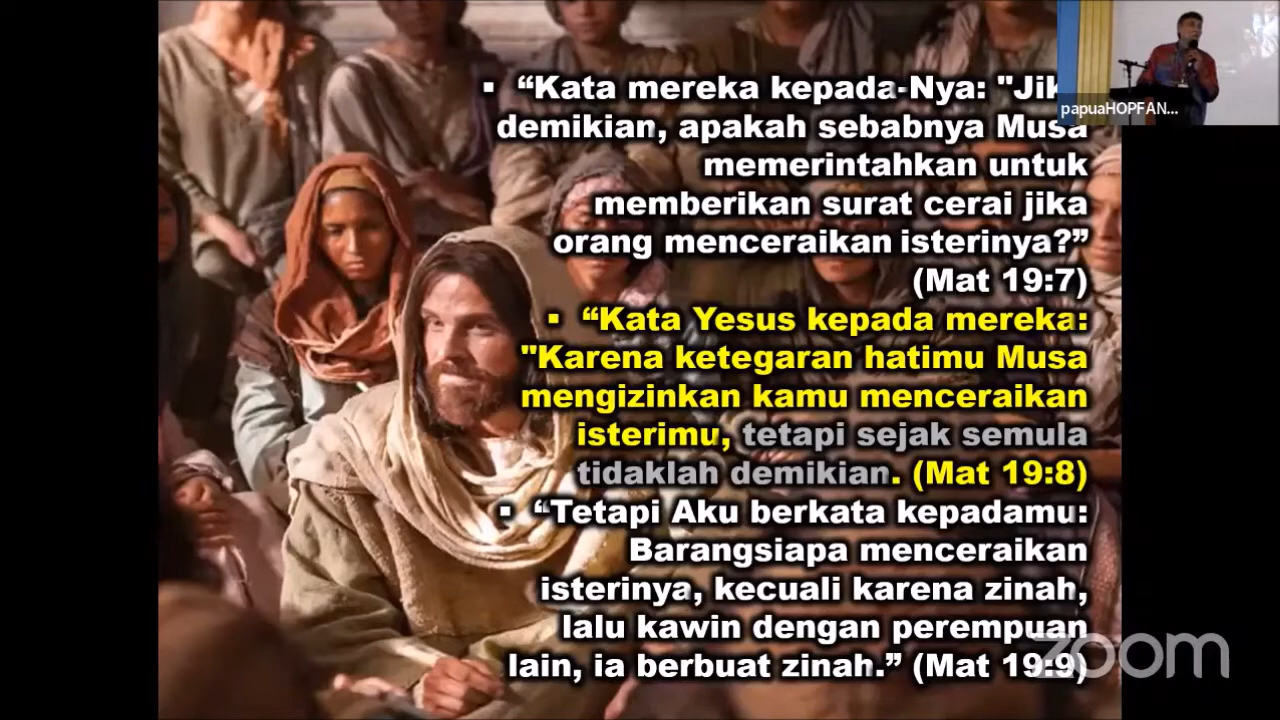 ▪ “Kata mereka kepada-Nya: "Jik
demikian, apakah sebabnya Musa
memerintahkan untuk
memberikan surat cerai jika
orang menceraikan isterinya?”
(Mat 19:7)
▪ “Kata Yesus kepada mereka:
"Karena ketegaran hatimu Musa
mengizinkan kamu menceraikan
isterimu, tetapi sejak semula
tidaklah demikian. (Mat 19:8)
▪ “Tetapi Aku berkata kepadamu:
Barangsiapa menceraikan
isterinya, kecuali karena zinah,
lalu kawin dengan perempuan
lain, ia berbuat zinah.” (Mat 19:9)
papuaHOPFAN...
zoom